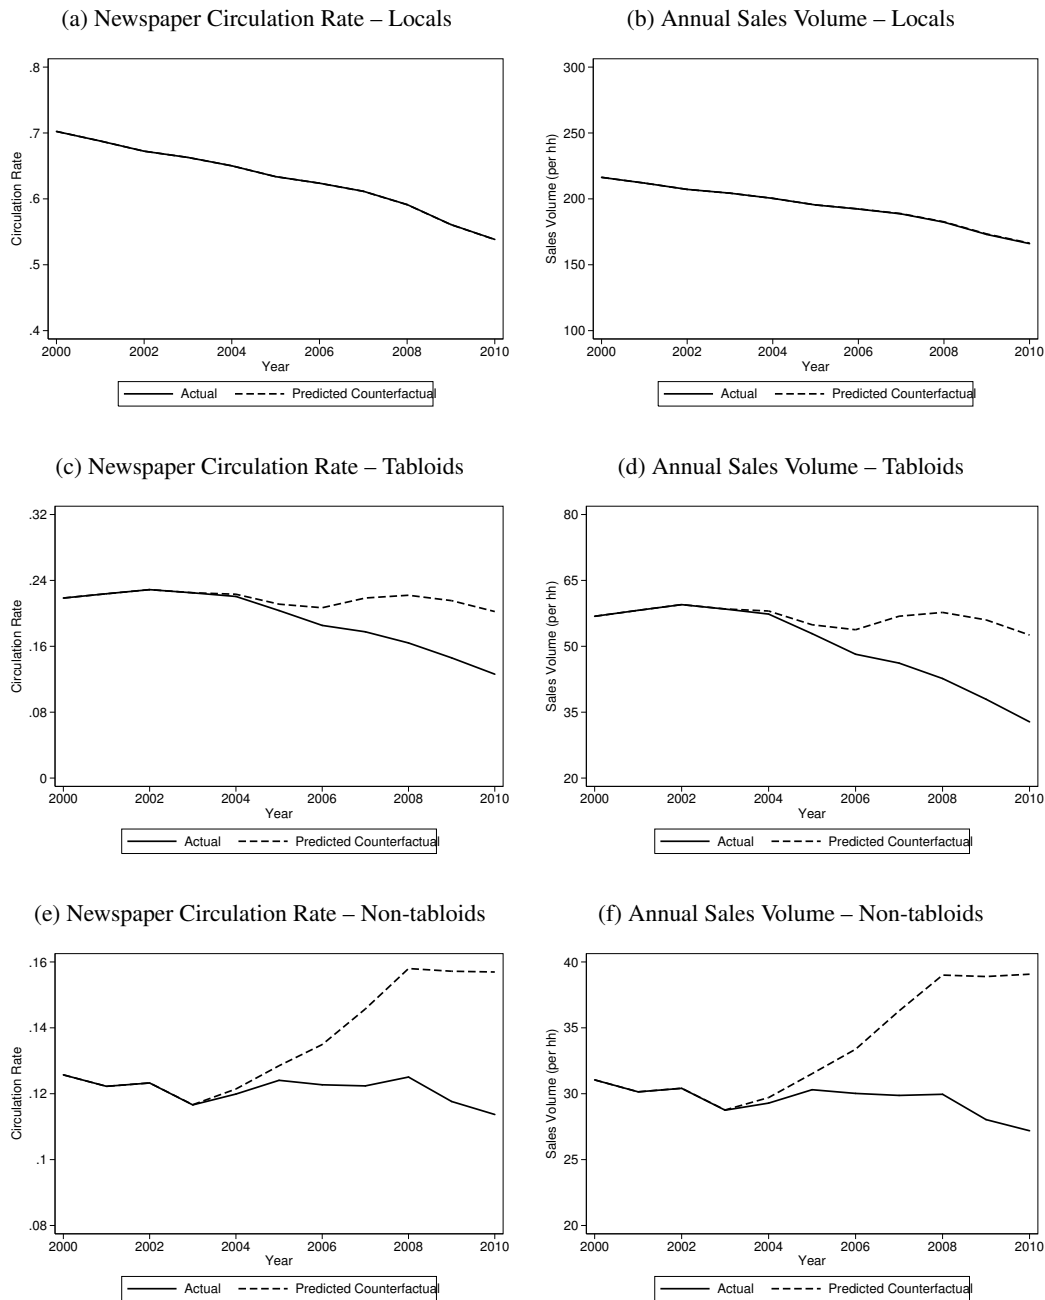 (a) Newspaper Circulation Rate – Locals
(b) Annual Sales Volume – Locals
.8
.7
.6
.5
.4
Circulation Rate
2000 2002 2004 2006 2008 2010
Year
Actual Predicted Counterfactual
300
250
200
150
100
Sales Volume (per hh)
2000 2002 2004 2006 2008 2010
Year
Actual Predicted Counterfactual
(c) Newspaper Circulation Rate – Tabloids
(d) Annual Sales Volume – Tabloids
.32
.24
.16
.08
0
Circulation Rate
2000 2002 2004 2006 2008 2010
Year
Actual Predicted Counterfactual
80
65
50
35
20
Sales Volume (per hh)
2000 2002 2004 2006 2008 2010
Year
Actual Predicted Counterfactual
(e) Newspaper Circulation Rate – Non-tabloids
(f) Annual Sales Volume – Non-tabloids
.16
.14
.12
.1
.08
Circulation Rate
2000 2002 2004 2006 2008 2010
Year
Actual Predicted Counterfactual
40
35
30
25
20
Sales Volume (per hh)
2000 2002 2004 2006 2008 2010
Year
Actual Predicted Counterfactual